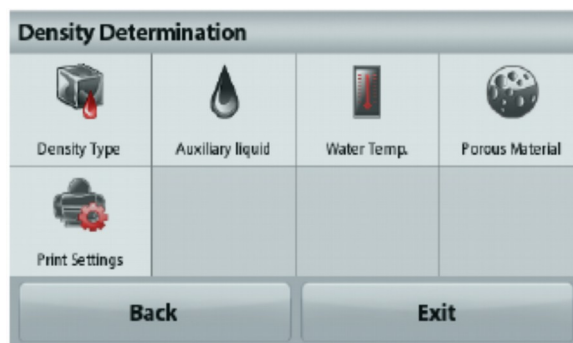 Density Determination
Density Type
Auxiliary liquid
Water Temp.
Porous Material
Print Settings
Back
Exit